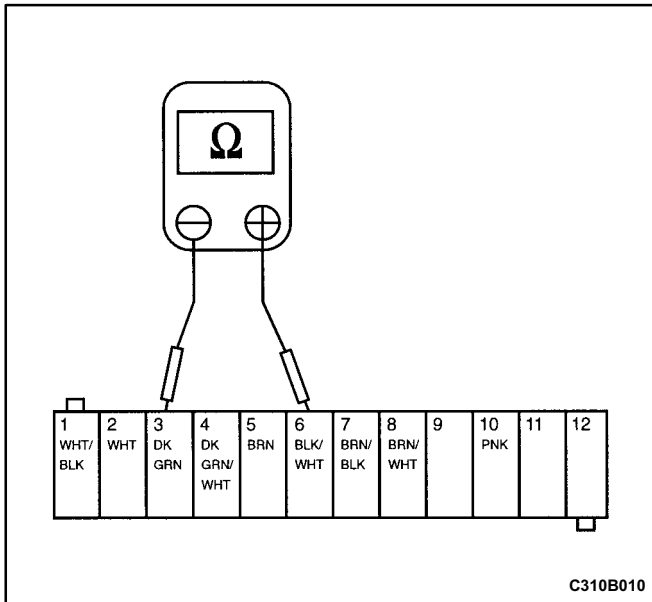 Ω
1 2 3 4 5 6 7 8 9 10 11 12
WHT/ WHT DK DK BRN BLK/ BRN/ BRN/ PNK
BLK GRN GRN/ WHT BLK WHT
WHT
C310B010